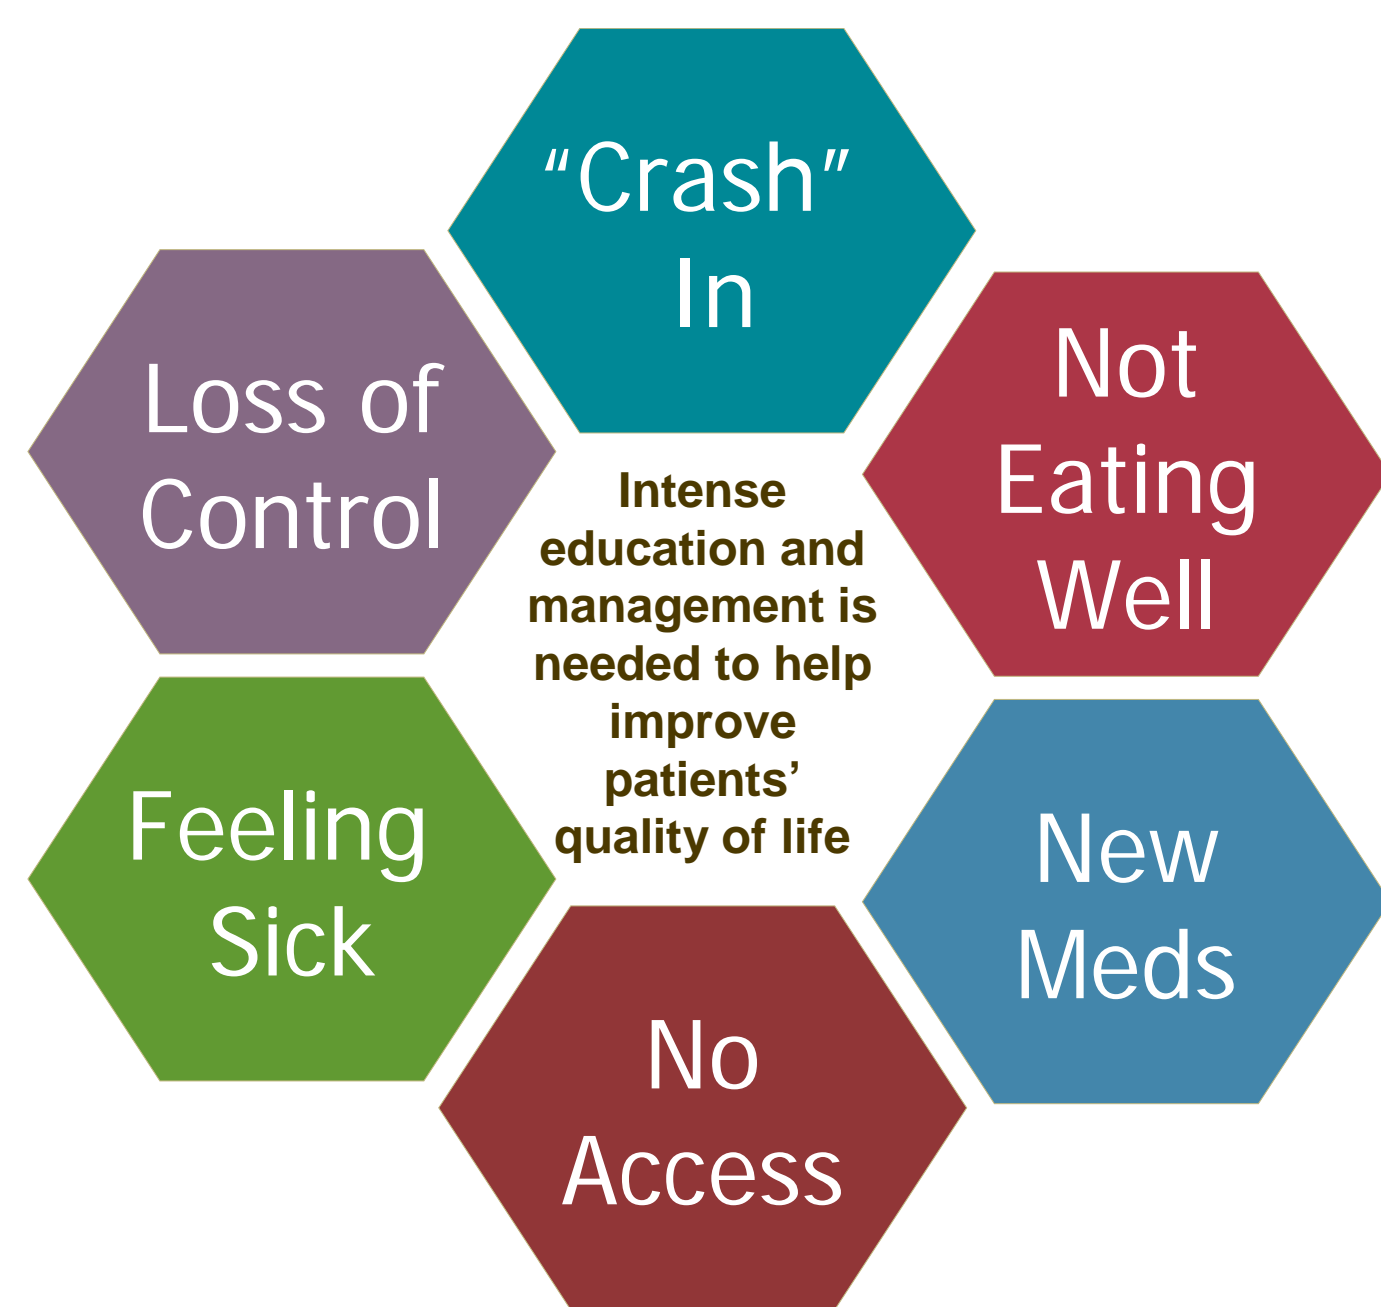 “Crash”
In
Not
Eating
Well
New
Meds
No
Access
Feeling
Sick
Loss of
Control
Intense
education and
management is
needed to help
improve
patients’
quality of life